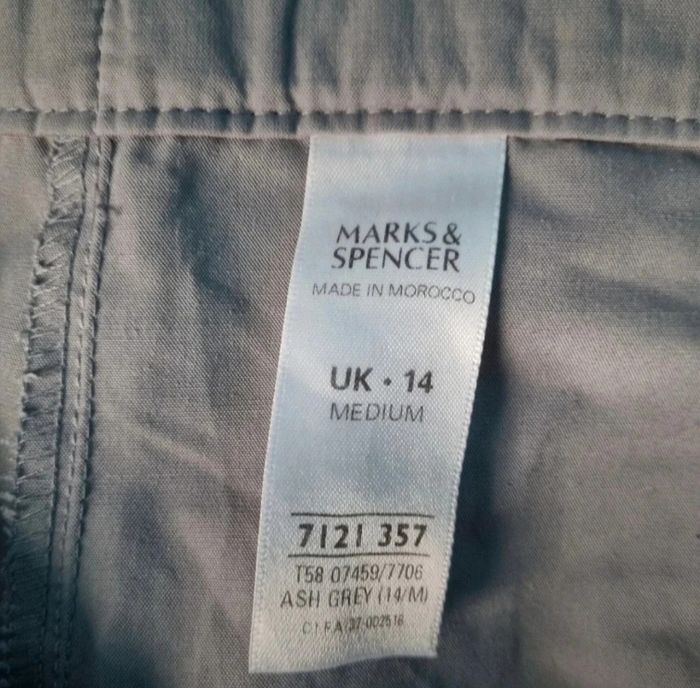 MARKS &
SPENCER
MADE IN MOROCCO
UK • 14
MEDIUM
7121 357
T58 07459/7706
ASH GREY (14/M)